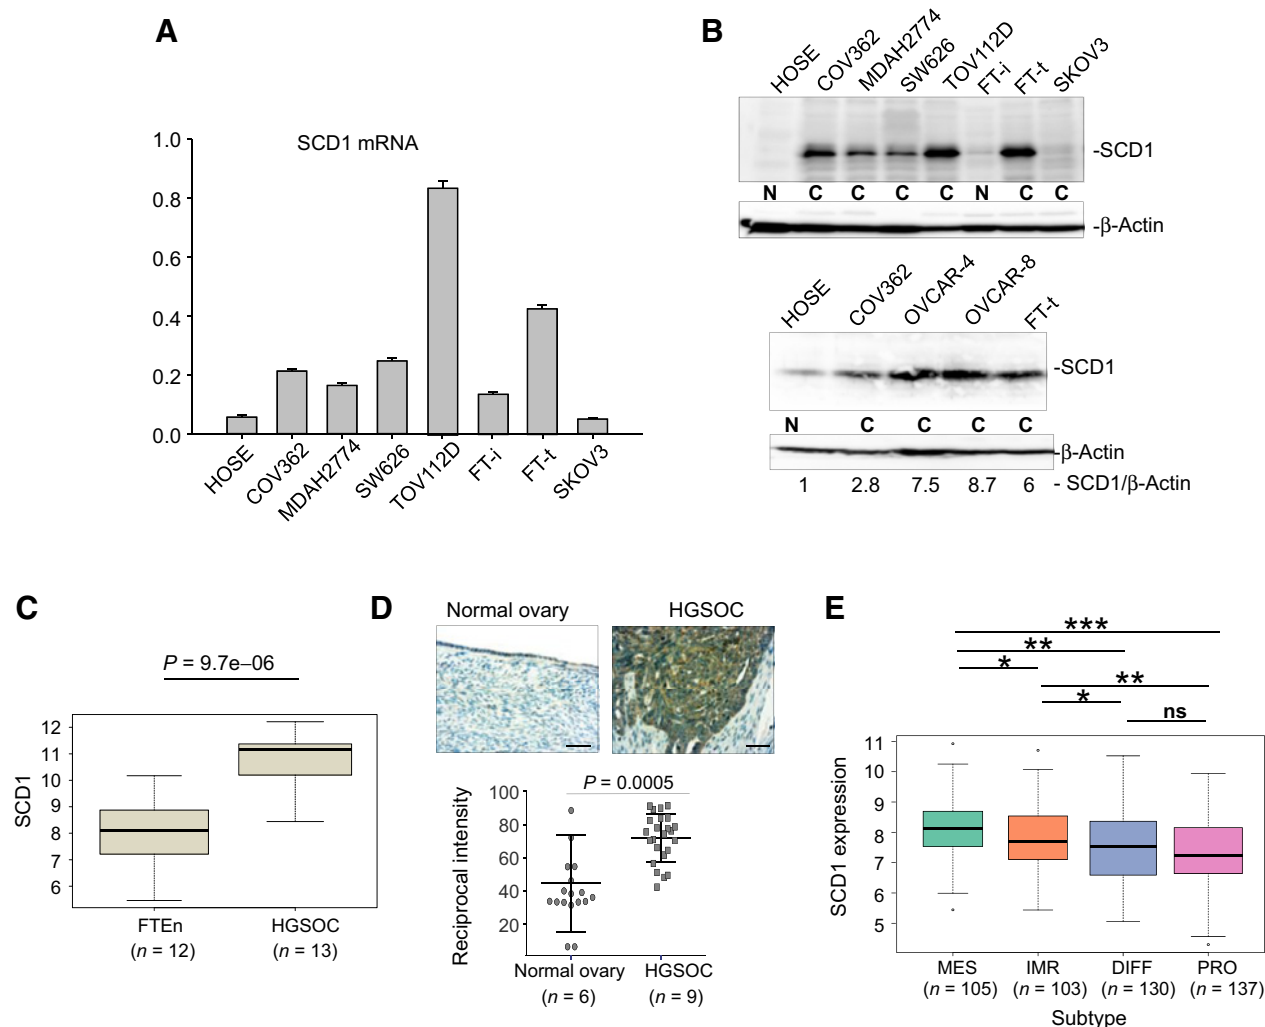 A
SCD1 mRNA
1.0
0.8
0.6
0.4
0.2
0.0
HOSE
COV362
MDAH2774
SW626
TOV112D
FT-i
FT-t
SKOV3
B
HOSE
COV362
MDAH2774
SW626
TOV112D
FT-i
FT-t
SKOV3
-SCD1
N C C C C N C C
-β-Actin
HOSE
COV362
OVCAR-4
OVCAR-8
FT-t
-SCD1
N C C C C
-β-Actin
1 2.8 7.5 8.7 6 - SCD1/β-Actin
C
P = 9.7e–06
SCD1
12
11
10
9
8
7
6
FTEn HGSOC
(n = 12) (n = 13)
D
Normal ovary HGSOC
P = 0.0005
Reciprocal intensity
100
80
60
40
20
Normal ovary HGSOC
(n = 6) (n = 9)
E
***
**
*
**
*
ns
SCD1 expression
11
10
9
8
7
6
5
MES IMR DIFF PRO
(n = 105) (n = 103) (n = 130) (n = 137)
Subtype